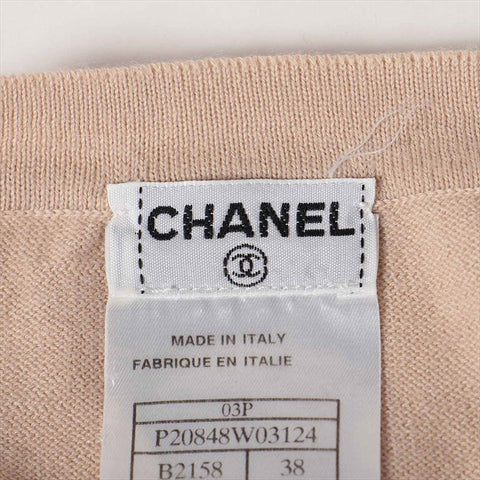 CHANEL
MADE IN ITALY
FABRIQUE EN ITALIE
03P
P20848W03124
B2158 38